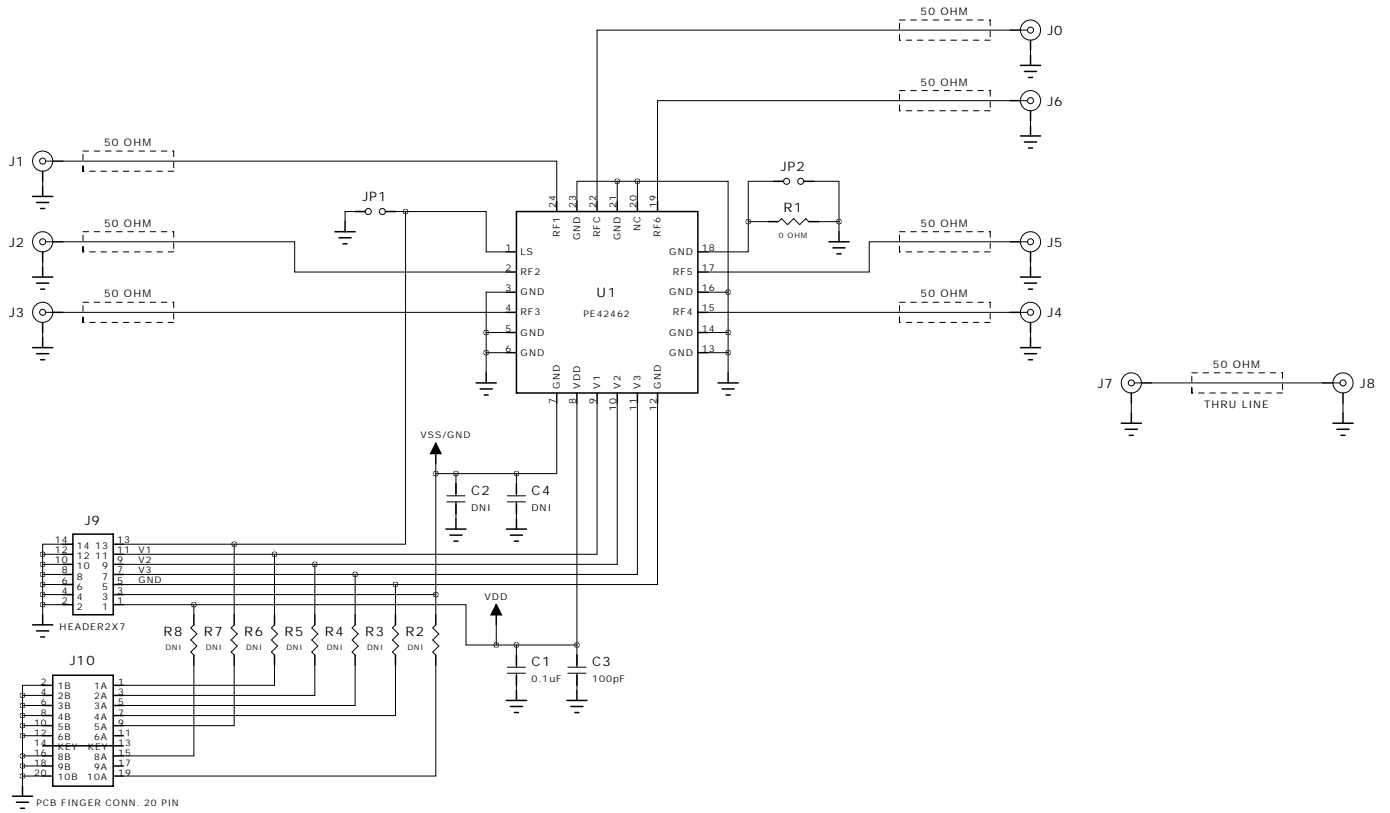 50 OHM
J0
50 OHM
J6
50 OHM
J1
JP1
JP2
R1
0 OHM
50 OHM
J2
50 OHM
J5
50 OHM
J3
50 OHM
J4
24 23 22 21 20 19
RF1 GND RFC GND NC RF6
1 LS
2 RF2
3 GND
4 RF3
5 GND
6 GND
U1
PE42462
GND 18
RF5 17
GND 16
RF4 15
GND 14
GND 13
GND VDD V1 V2 V3 GND
7 8 9 10 11 12
J7
50 OHM
THRU LINE
J8
VSS/GND
C2
DNI
C4
DNI
J9
14 14 13 13
12 12 11 11 V1
10 10 9 9 V2
8 8 7 7 V3
6 6 5 5 GND
4 4 3 3
2 2 1 1
HEADER2X7
VDD
R8 R7 R6 R5 R4 R3 R2
DNI DNI DNI DNI DNI DNI DNI
C1
0.1uF
C3
100pF
J10
2 1B 1A 1
4 2B 2A 3
6 3B 3A 5
8 4B 4A 7
10 5B 5A 9
12 6B 6A 11
14 KEY KEY 13
16 8B 8A 15
18 9B 9A 17
20 10B 10A 19
PCB FINGER CONN. 20 PIN